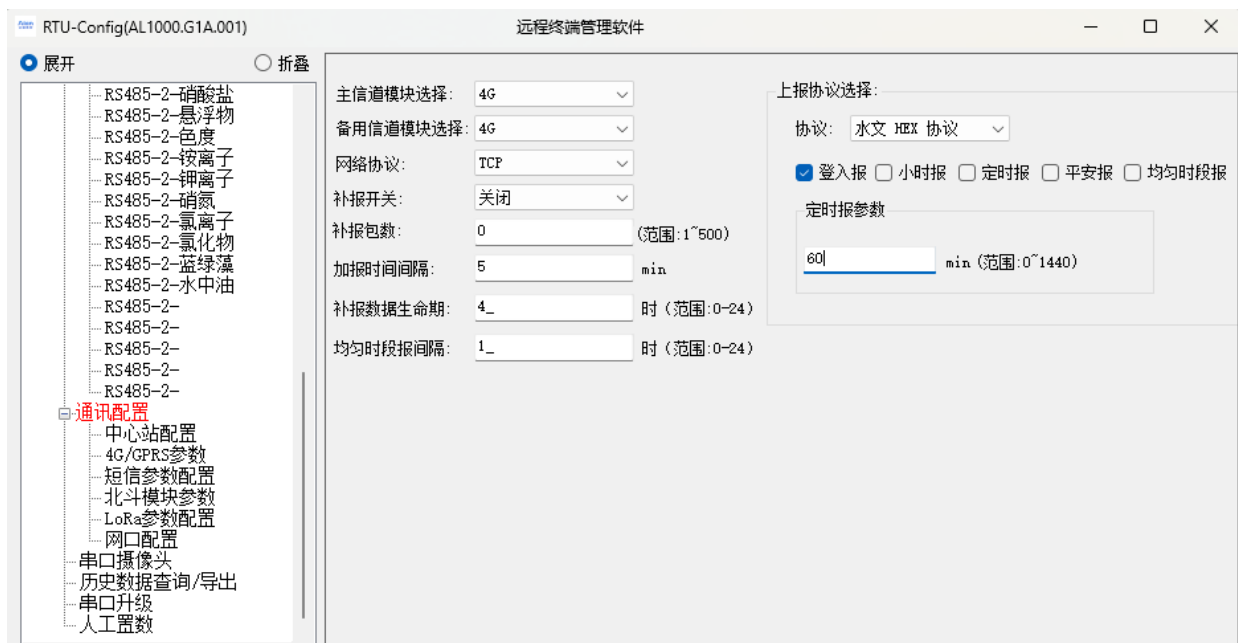 RTU-Config(AL1000.G1A.001) 远程终端管理软件
展开 折叠
RS485-2-硝酸盐
RS485-2-悬浮物
RS485-2-色度
RS485-2-铵离子
RS485-2-钾离子
RS485-2-硝氮
RS485-2-氯离子
RS485-2-氯化物
RS485-2-蓝绿藻
RS485-2-水中油
RS485-2-
RS485-2-
RS485-2-
RS485-2-
RS485-2-
通讯配置
中心站配置
4G/GPRS参数
短信参数配置
北斗模块参数
LoRa参数配置
网口配置
串口摄像头
历史数据查询/导出
串口升级
人工置数
主信道模块选择: 4G
备用信道模块选择: 4G
网络协议: TCP
补报开关: 关闭
补报包数: 0 (范围:1~500)
加报时间间隔: 5 min
补报数据生命期: 4_ 时 (范围:0-24)
均匀时段报间隔: 1_ 时 (范围:0-24)
上报协议选择:
协议: 水文 HEX 协议
登入报 小时报 定时报 平安报 均匀时段报
定时报参数
60 min (范围:0~1440)